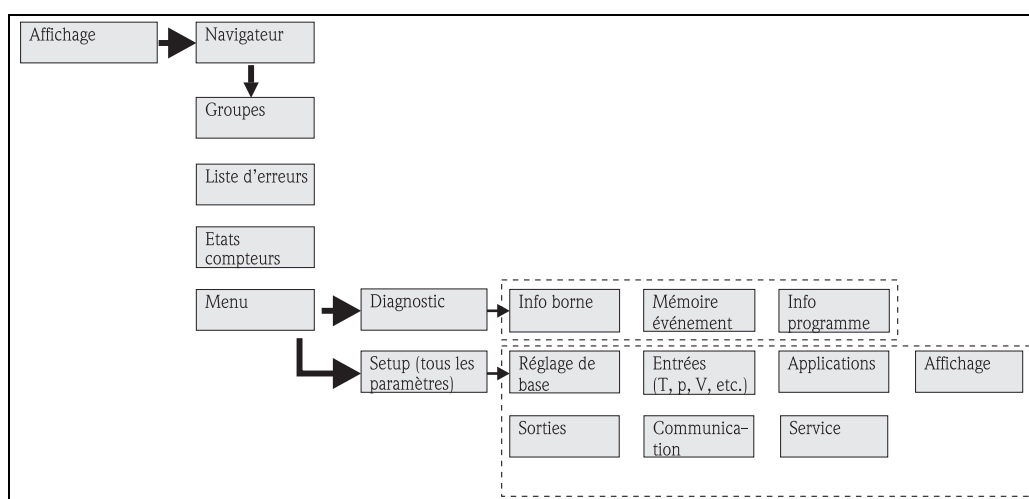 Affichage
Navigateur
Groupes
Liste d'erreurs
Etats
compteurs
Menu
Diagnostic
Info borne
Mémoire
événement
Info
programme
Setup (tous les
paramètres)
Réglage de
base
Entrées
(T, p, V, etc.)
Applications
Affichage
Sorties
Communica-
tion
Service